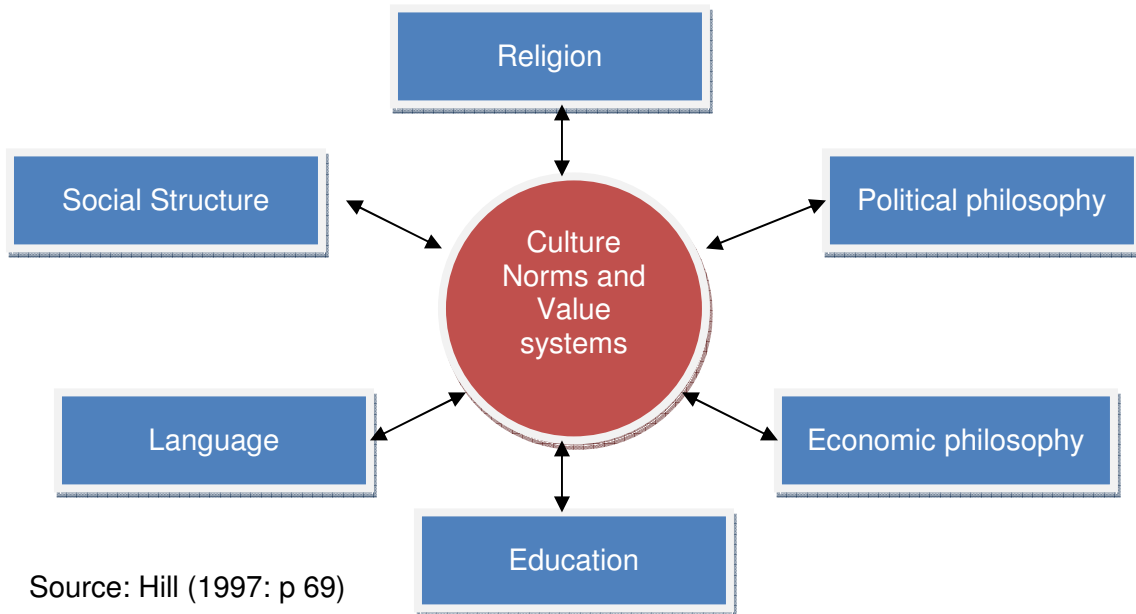 Religion
Social Structure
Political philosophy
Culture
Norms and
Value
systems
Language
Economic philosophy
Education
Source: Hill (1997: p 69)